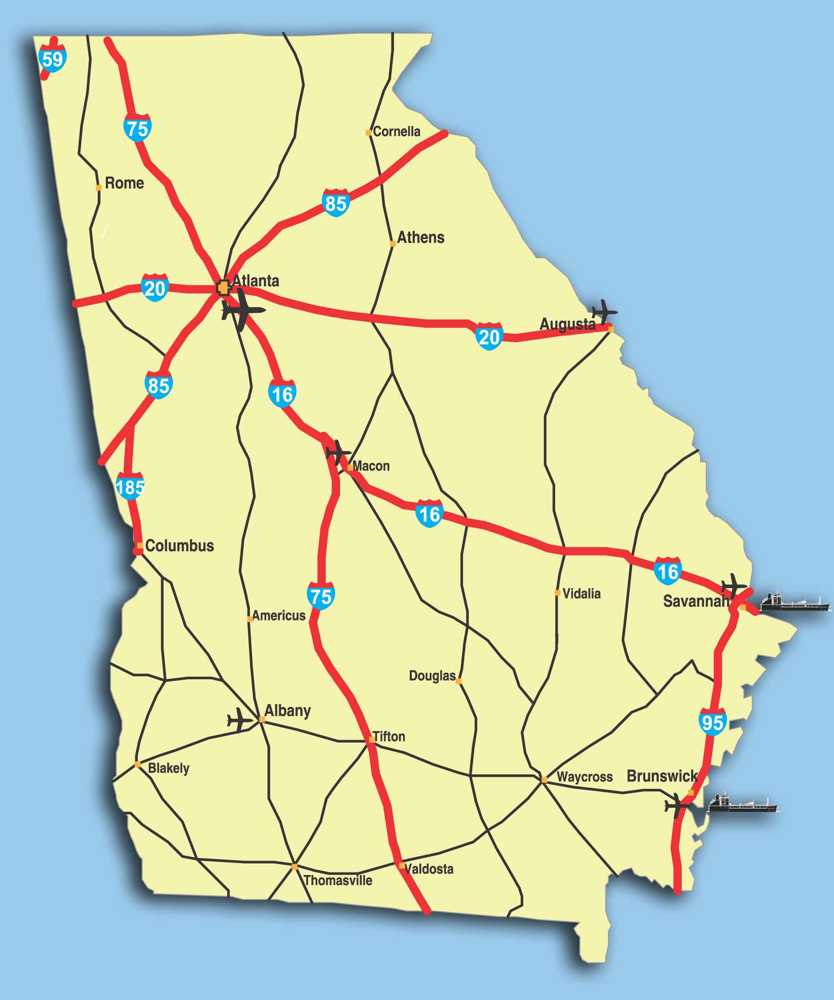 59
75
Cornella
Rome
85
Athens
Atlanta
20
Augusta
20
85
16
Macon
185
16
Columbus
16
75
Vidalia
Savannah
Americus
Douglas
Albany
95
Tifton
Blakely
Waycross
Brunswick
Valdosta
Thomasville